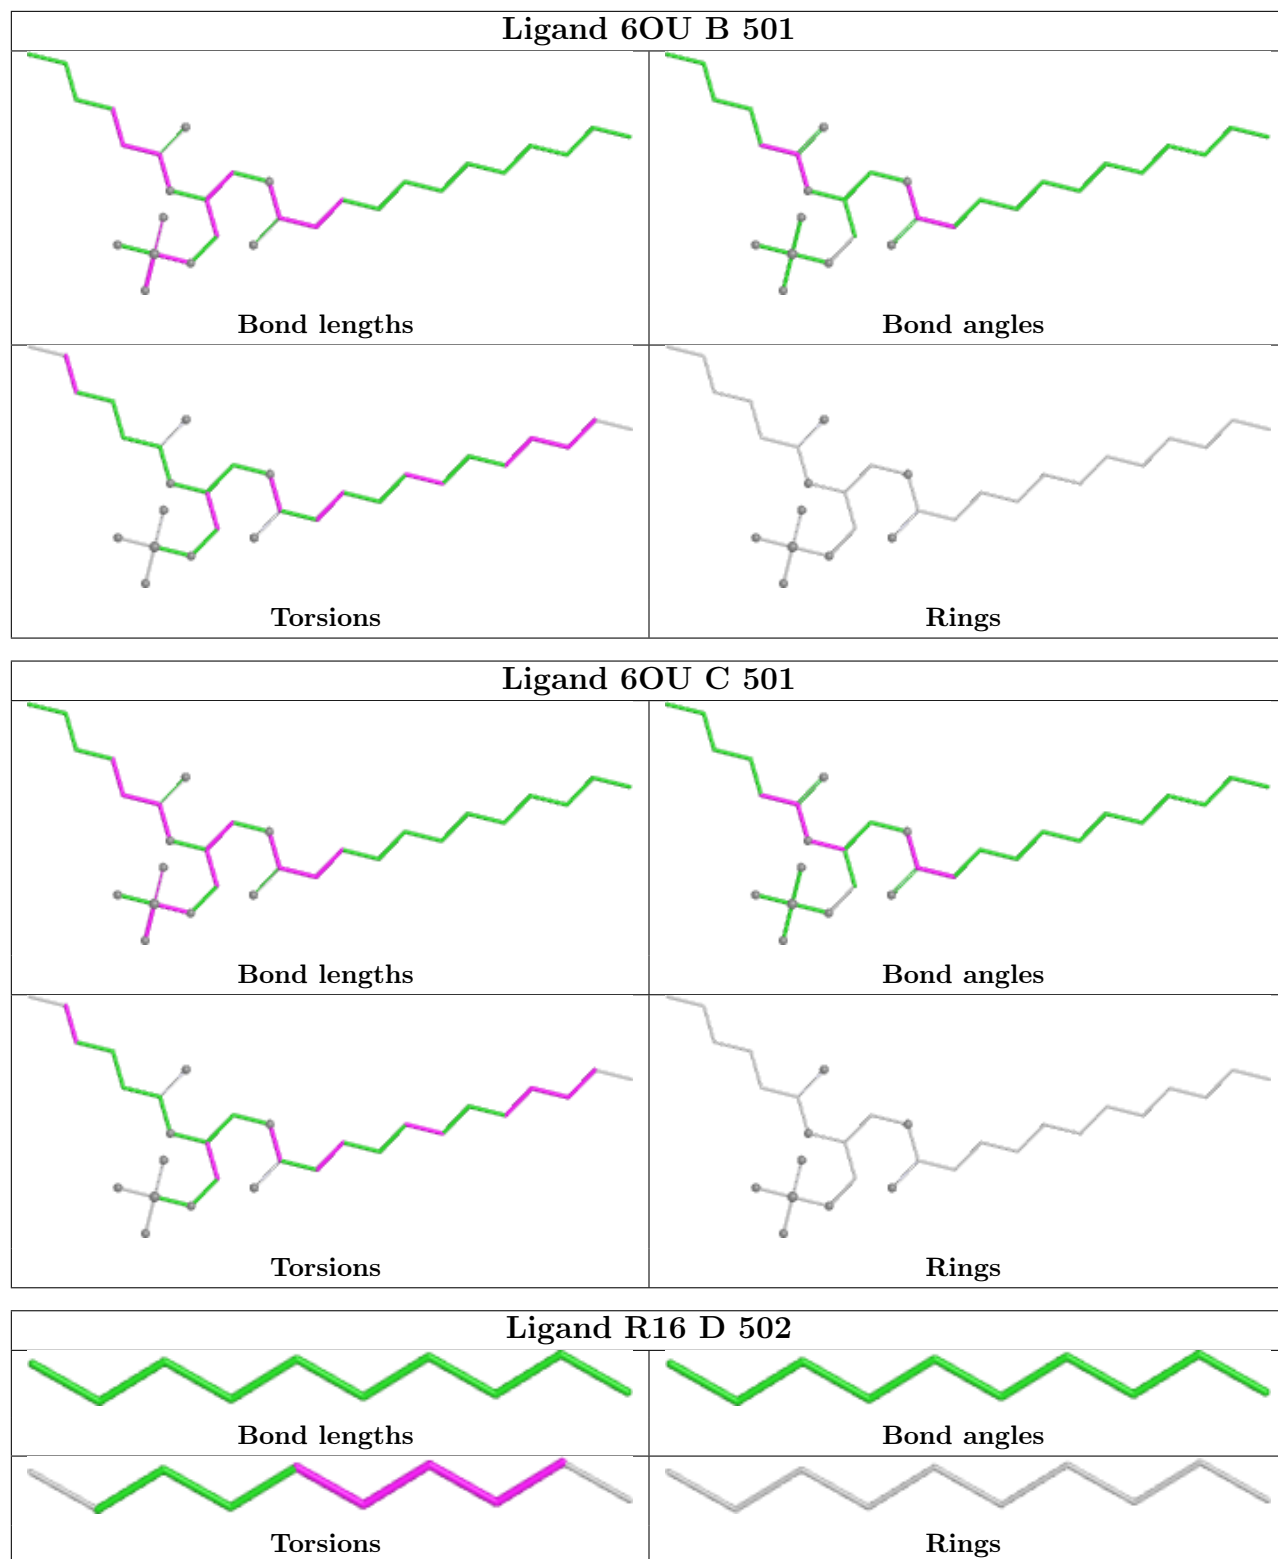 Ligand 6OU B 501
Bond lengths
Bond angles
Torsions
Rings
Ligand 6OU C 501
Bond lengths
Bond angles
Torsions
Rings
Ligand R16 D 502
Bond lengths
Bond angles
Torsions
Rings